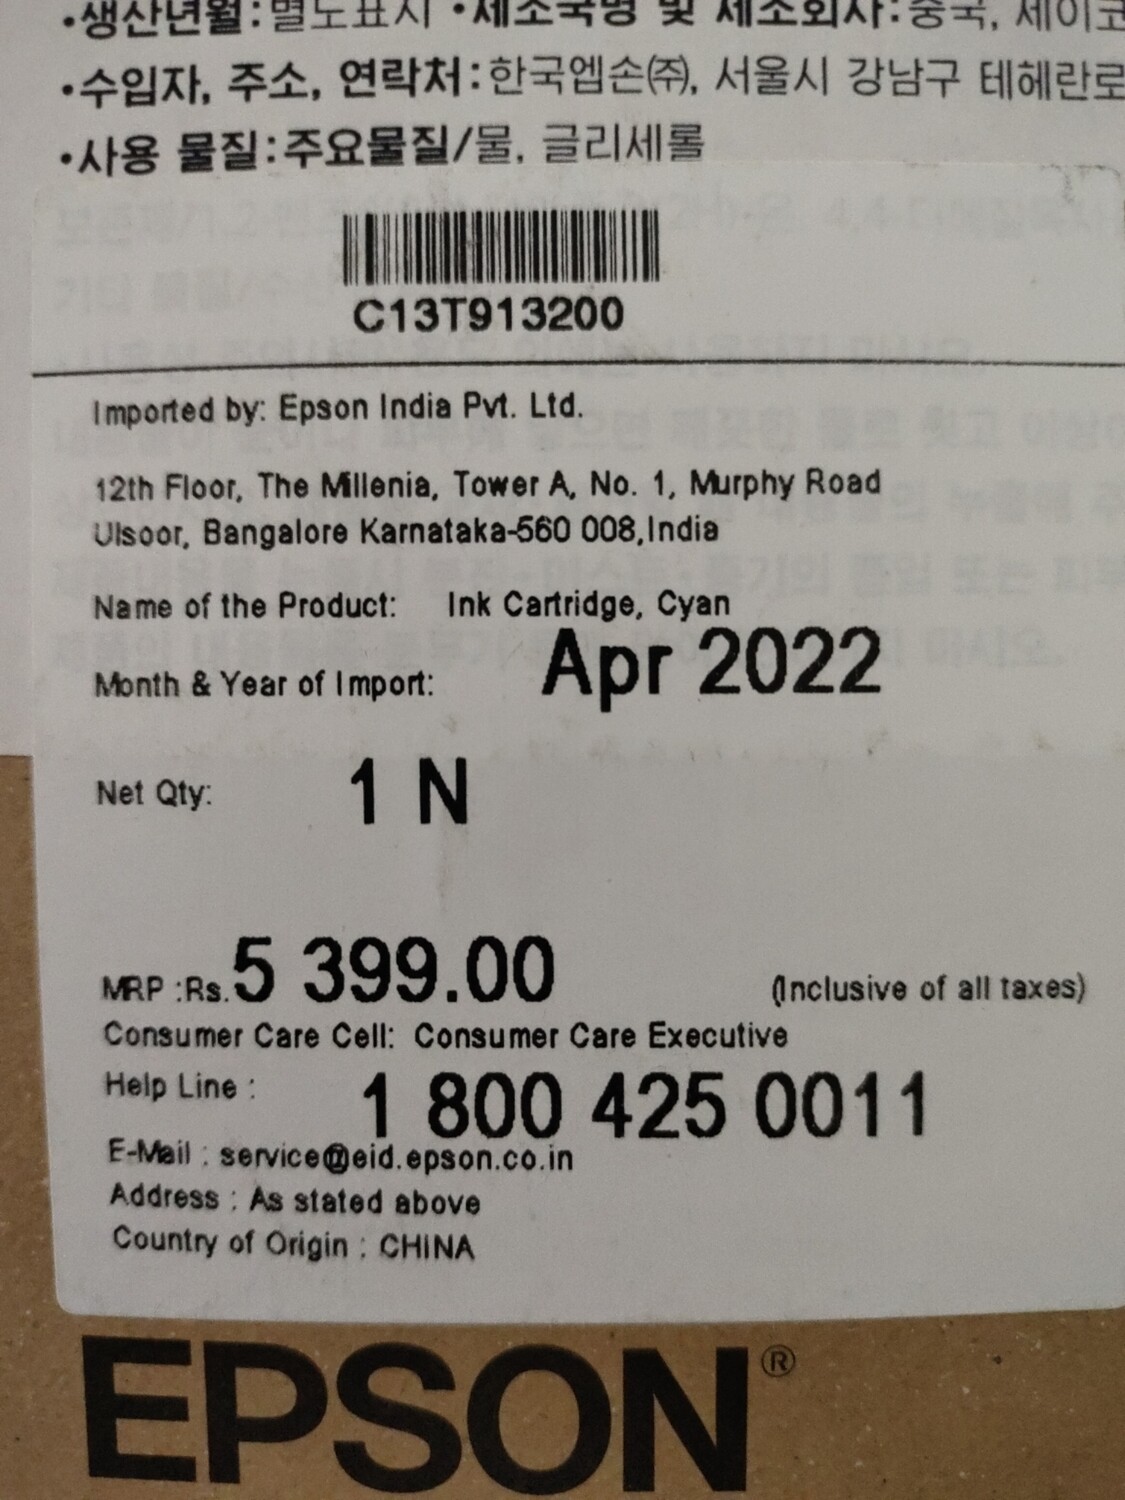 •생산년월:별도표시 •제조국명 및 제조회사:중국, 세이코
•수입자, 주소, 연락처:한국엡손㈜, 서울시 강남구 테헤란로
•사용 물질:주요물질/물, 글리세롤
C13T913200
Imported by: Epson India Pvt. Ltd.
12th Floor, The Millenia, Tower A, No. 1, Murphy Road
Ulsoor, Bangalore Karnataka-560 008,India
Name of the Product: Ink Cartridge, Cyan
Month & Year of Import: Apr 2022
Net Qty: 1 N
MRP :Rs.5 399.00 (Inclusive of all taxes)
Consumer Care Cell: Consumer Care Executive
Help Line : 1 800 425 0011
E-Mail : service@eid.epson.co.in
Address : As stated above
Country of Origin : CHINA
EPSON®